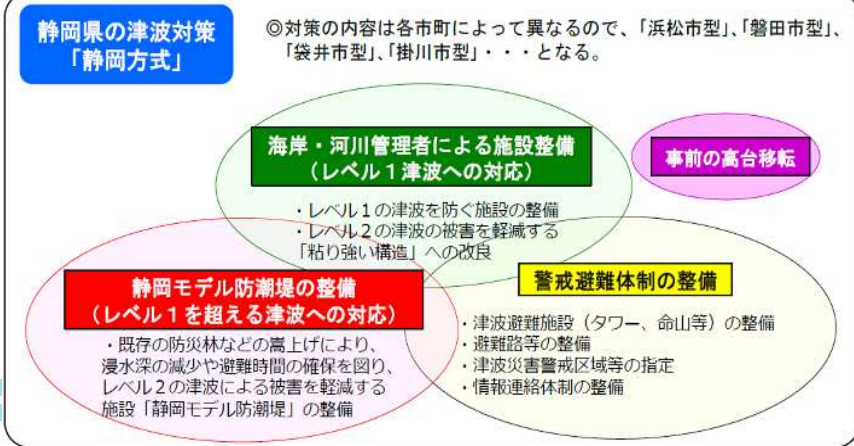 静岡県の津波対策
「静岡方式」
◎対策の内容は各市町によって異なるので、「浜松市型」、「磐田市型」、
「袋井市型」、「掛川市型」・・・となる。
海岸・河川管理者による施設整備
（レベル１津波への対応）
・レベル１の津波を防ぐ施設の整備
・レベル２の津波の被害を軽減する
「粘り強い構造」への改良
事前の高台移転
静岡モデル防潮堤の整備
（レベル１を超える津波への対応）
・既存の防災林などの嵩上げにより、
浸水深の減少や避難時間の確保を図り、
レベル２の津波による被害を軽減する
施設「静岡モデル防潮堤」の整備
警戒避難体制の整備
・津波避難施設（タワー、命山等）の整備
・避難路等の整備
・津波災害警戒区域等の指定
・情報連絡体制の整備